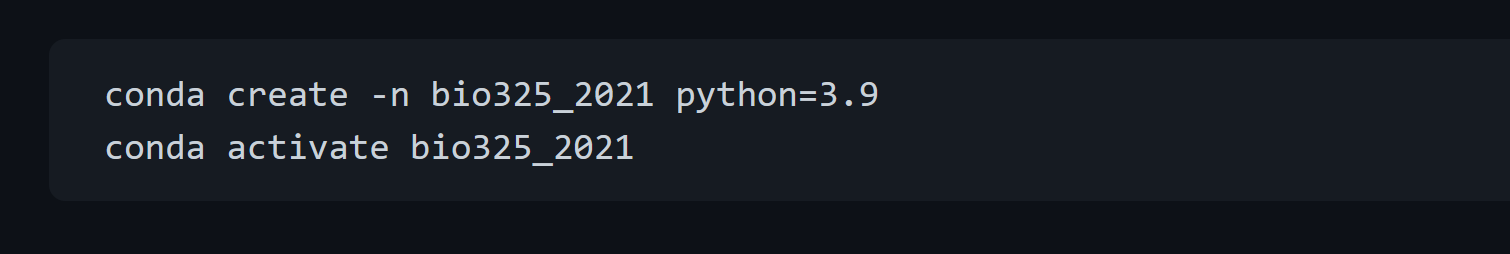 conda create -n bio325_2021 python=3.9
conda activate bio325_2021